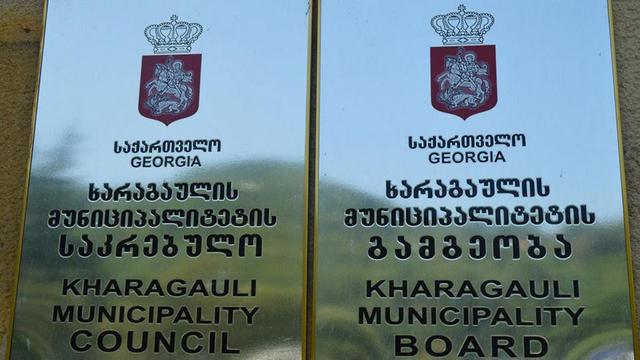 საქართველო
GEORGIA
ხარაგაულის
მუნიციპალიტეტის
საკრებულო
KHARAGAULI
MUNICIPALITY
COUNCIL
საქართველო
GEORGIA
ხარაგაულის
მუნიციპალიტეტის
გამგეობა
KHARAGAULI
MUNICIPALITY
BOARD